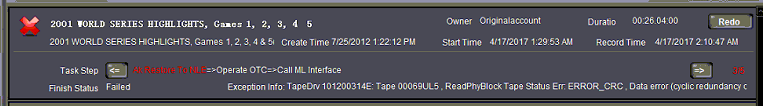 2001 WORLD SERIES HIGHLIGHTS, Games 1, 2, 3, 4 5 Owner Originalaccount Duratio 00:26.04:00 Redo
2001 WORLD SERIES HIGHLIGHTS, Games 1, 2, 3, 4 & 5( Create Time 7/25/2012 1:22:12 PM Start Time 4/17/2017 1:29:53 AM Record Time 4/17/2017 2:10:47 AM
Task Step <= =>Operate OTC=>Call ML Interface =>
Finish Status Failed Exception Info: TapeDrv 101200314E: Tape 00069UL5 , ReadPhyBlock Tape Status Err: ERROR_CRC , Data error (cyclic redundancy c